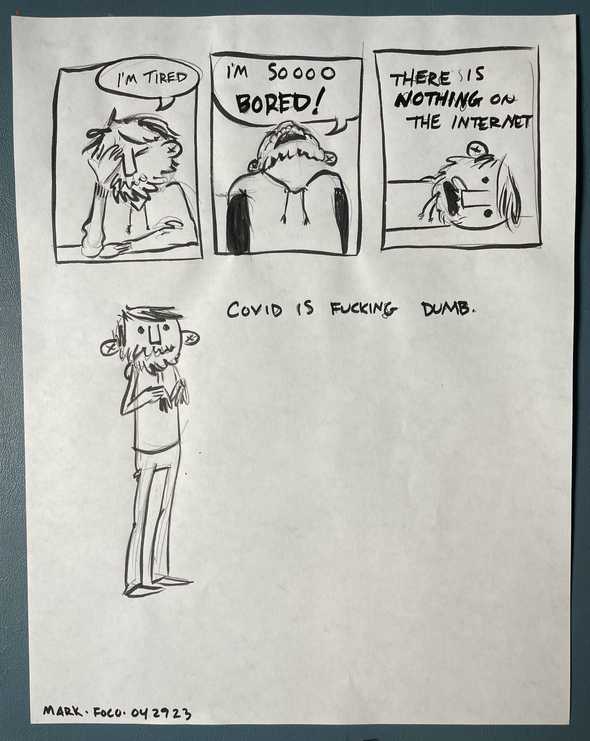 I'M TIRED
I'M SOOOO
BORED!
THERE IS
NOTHING ON
THE INTERNET
COVID IS FUCKING DUMB.
MARK. FOCO. 042923